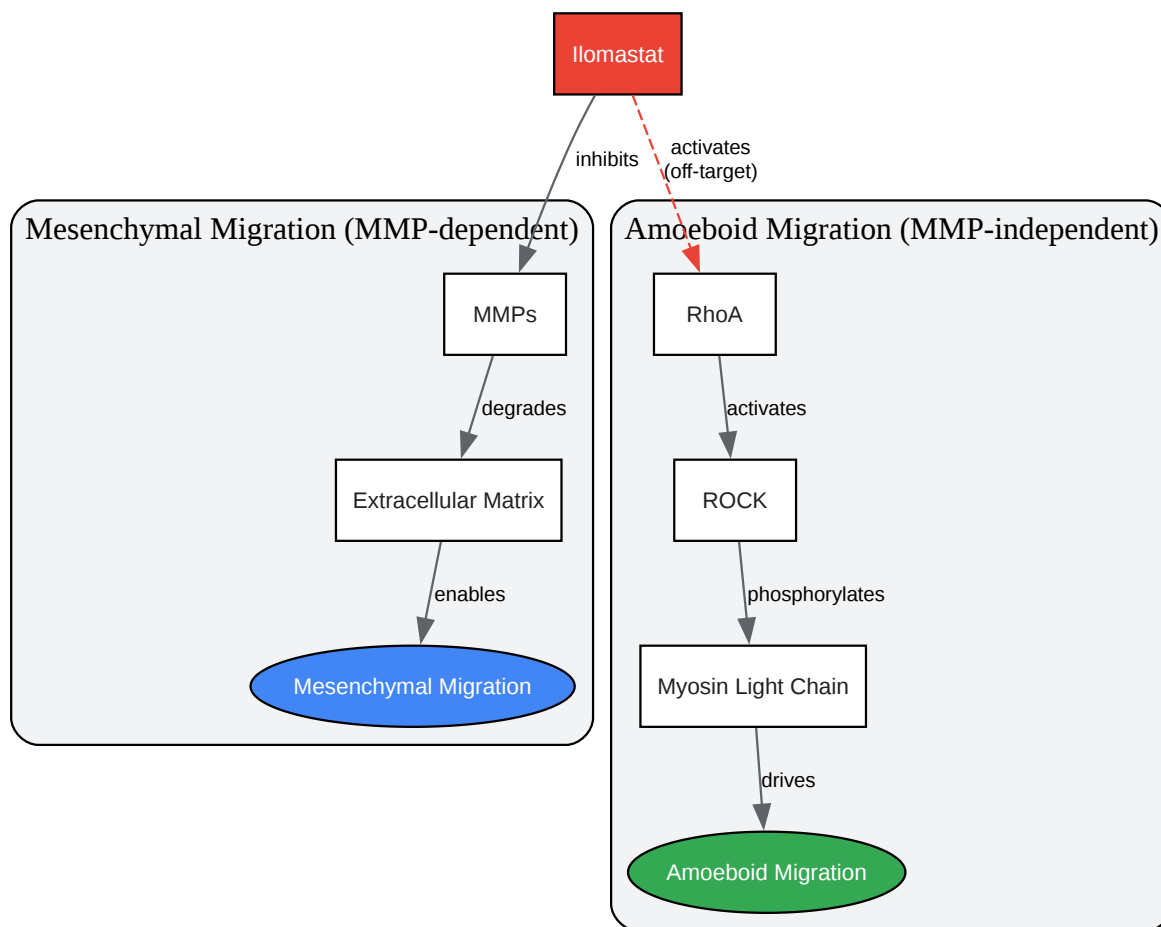 Ilomastat
inhibits
activates
(off-target)
Mesenchymal Migration (MMP-dependent)
Amoeboid Migration (MMP-independent)
MMPs
RhoA
degrades
activates
Extracellular Matrix
ROCK
enables
phosphorylates
Mesenchymal Migration
Myosin Light Chain
drives
Amoeboid Migration